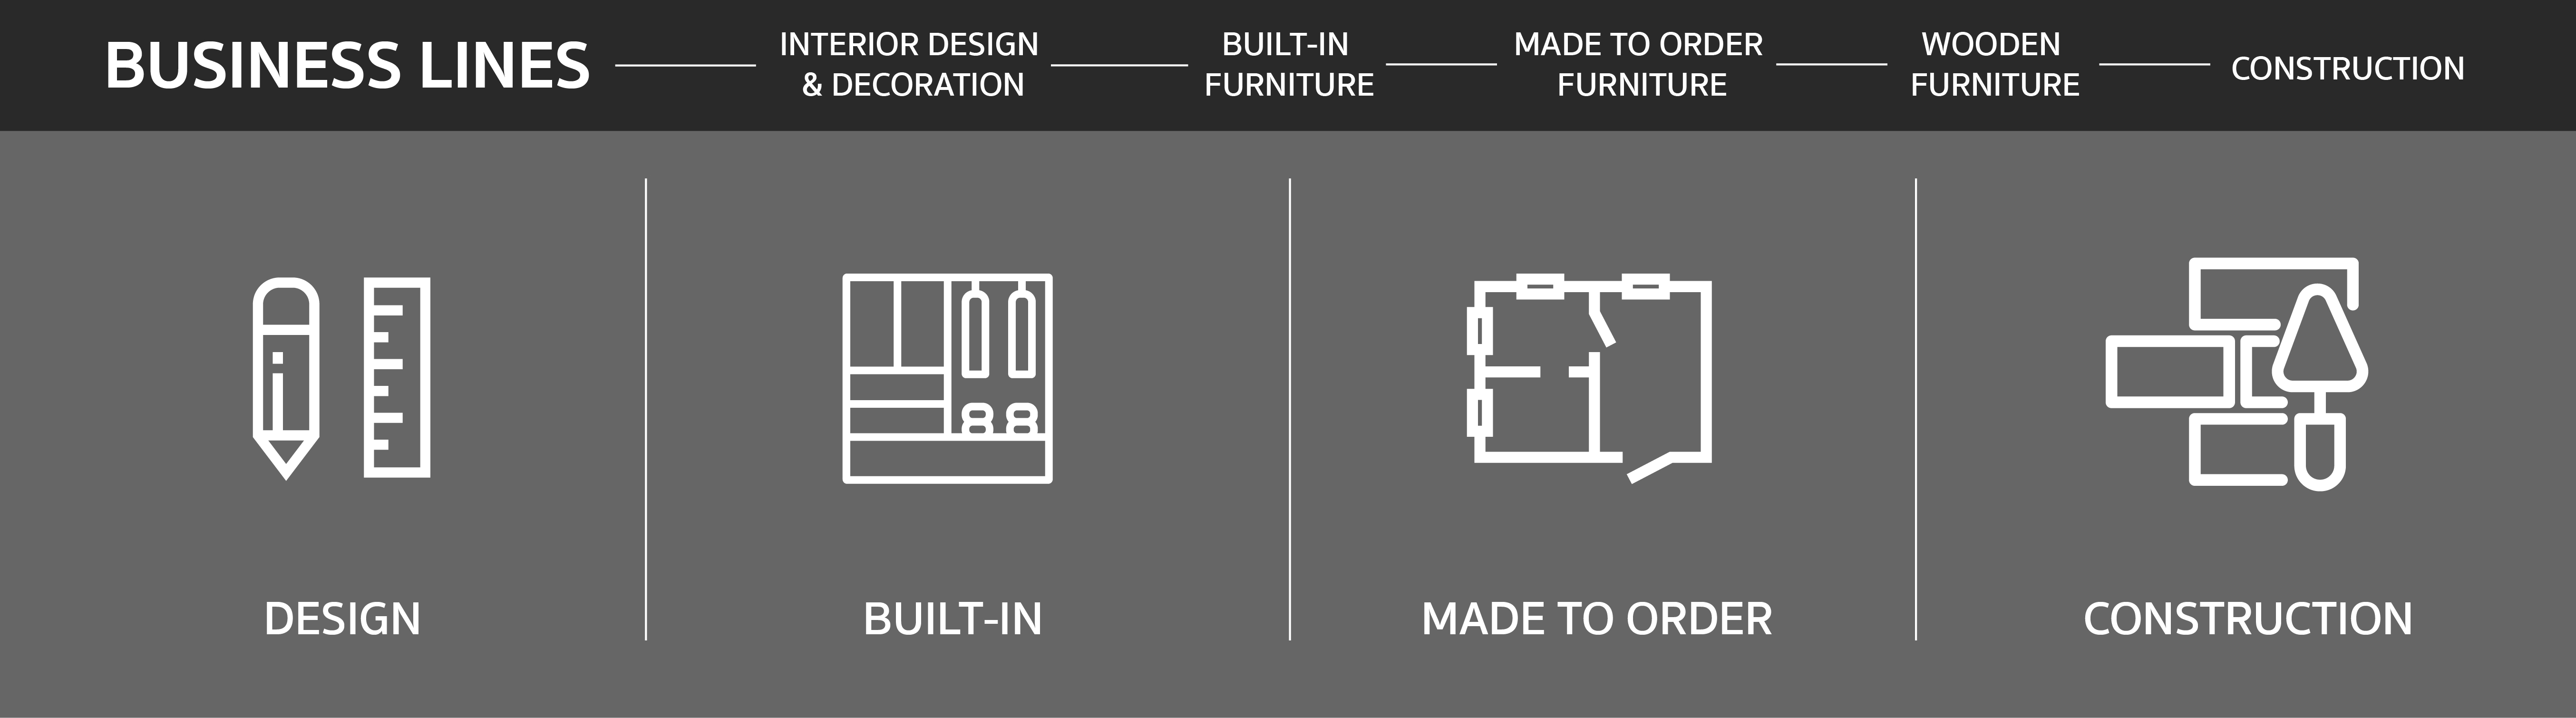 BUSINESS LINES
INTERIOR DESIGN
& DECORATION
BUILT-IN
FURNITURE
MADE TO ORDER
FURNITURE
WOODEN
FURNITURE
CONSTRUCTION
DESIGN
BUILT-IN
MADE TO ORDER
CONSTRUCTION